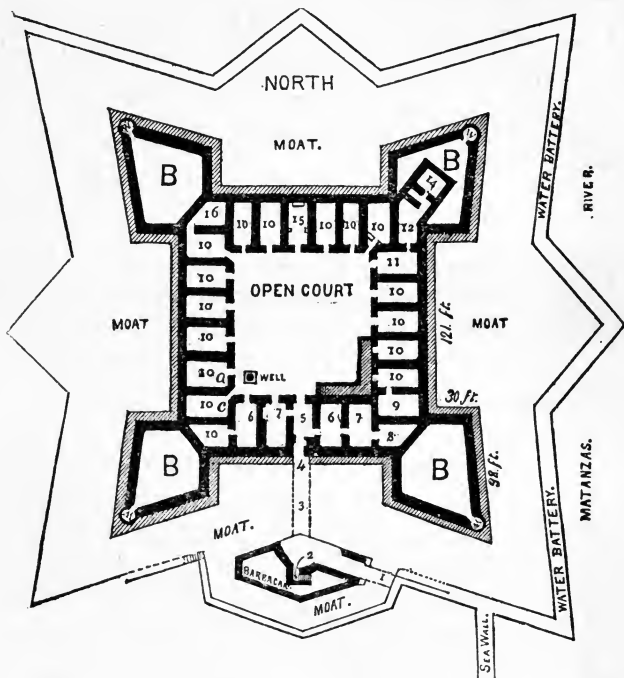 NORTH
MOAT.
B
B
14
16
10
10
15
10
10
10
12
10
11
10
OPEN COURT
10
10
10
MOAT
121 ft.
MOAT
10
10
10 a
WELL
10
10 c
9
30 ft.
10
6
7
5
6
7
8
B
B
98 ft.
4
3
MOAT.
2
BARBACAN
1
MOAT.
WATER BATTERY.
RIVER.
MATANZAS.
WATER BATTERY.
SEA WALL.